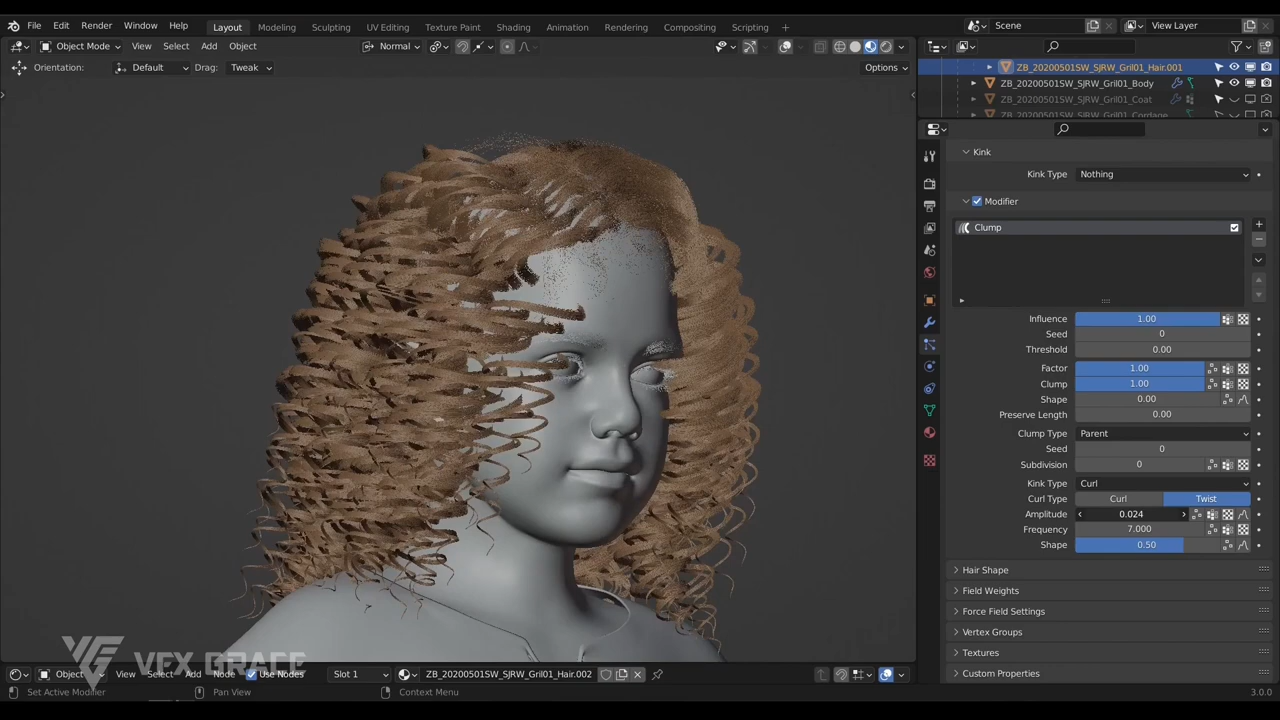 File Edit Render Window Help Layout Modeling Sculpting UV Editing Texture Paint Shading Animation Rendering Compositing Scripting + Scene View Layer
Object Mode View Select Add Object Normal
Orientation: Default Drag: Tweak Options
ZB_20200501SW_SJRW_Gril01_Hair.001
ZB_20200501SW_SJRW_Gril01_Body
ZB_20200501SW_SJRW_Gril01_Coat
ZB_20200501SW_SJRW_Gril01_Cordage
Kink
Kink Type Nothing
Modifier
Clump
Influence 1.00
Seed 0
Threshold 0.00
Factor 1.00
Clump 1.00
Shape 0.00
Preserve Length 0.00
Clump Type Parent
Seed 0
Subdivision 0
Kink Type Curl
Curl Type Curl Twist
Amplitude 0.024
Frequency 7.000
Shape 0.50
Hair Shape
Field Weights
Force Field Settings
Vertex Groups
Textures
Custom Properties
VFX GRACE
Object View Select Add Node Use Nodes Slot 1 ZB_20200501SW_SJRW_Gril01_Hair.002
Set Active Modifier Pan View Context Menu 3.0.0